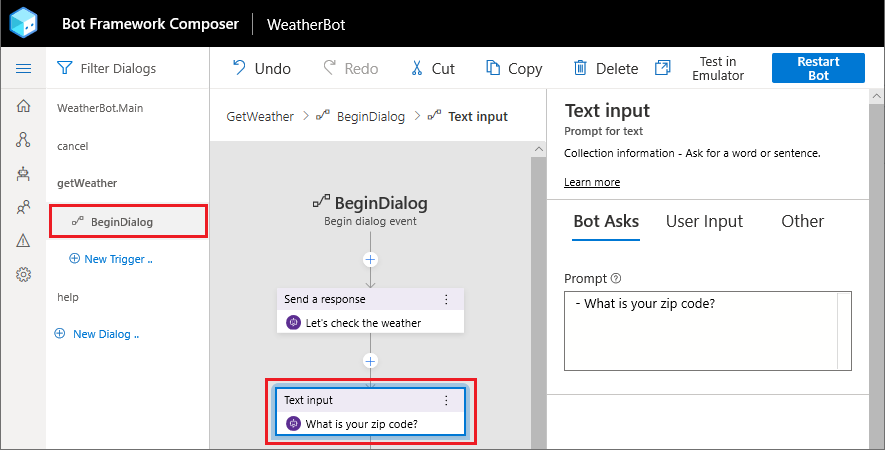 Bot Framework Composer
WeatherBot
Filter Dialogs
Undo
Redo
Cut
Copy
Delete
Test in
Emulator
Restart
Bot
WeatherBot.Main
cancel
getWeather
BeginDialog
New Trigger ..
help
New Dialog ..
GetWeather > BeginDialog > Text input
BeginDialog
Begin dialog event
Send a response
Let's check the weather
Text input
What is your zip code?
Text input
Prompt for text
Collection information - Ask for a word or sentence.
Learn more
Bot Asks
User Input
Other
Prompt
- What is your zip code?